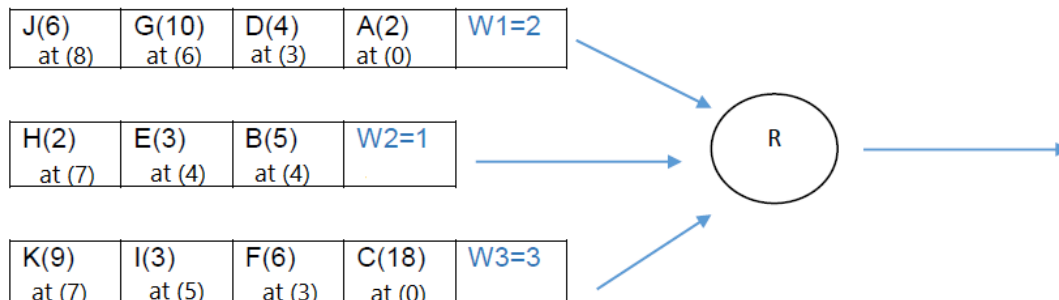 J(6) G(10) D(4) A(2) W1=2
at (8) at (6) at (3) at (0)
R
H(2) E(3) B(5) W2=1
at (7) at (4) at (4)
K(9) I(3) F(6) C(18) W3=3
at (7) at (5) at (3) at (0)